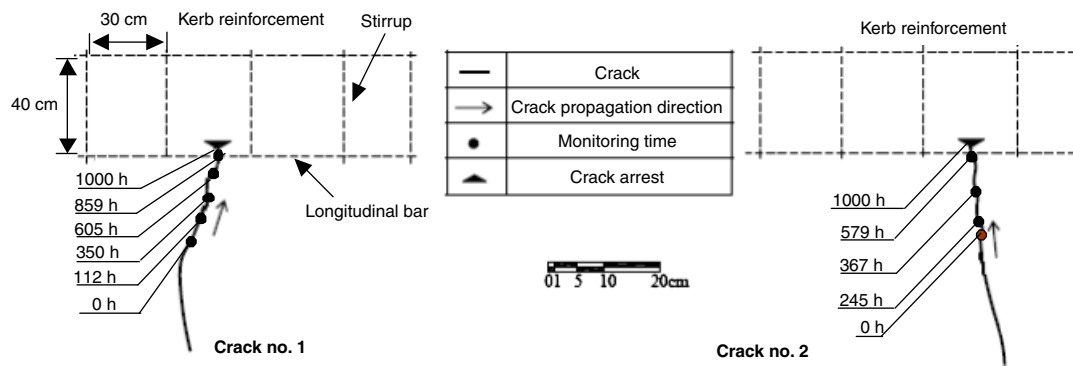 30 cm
Kerb reinforcement
Stirrup
40 cm
1000 h
859 h
605 h
350 h
112 h
0 h
Longitudinal bar
Crack no. 1
Crack
Crack propagation direction
Monitoring time
Crack arrest
01 5 10 20cm
Kerb reinforcement
1000 h
579 h
367 h
245 h
0 h
Crack no. 2